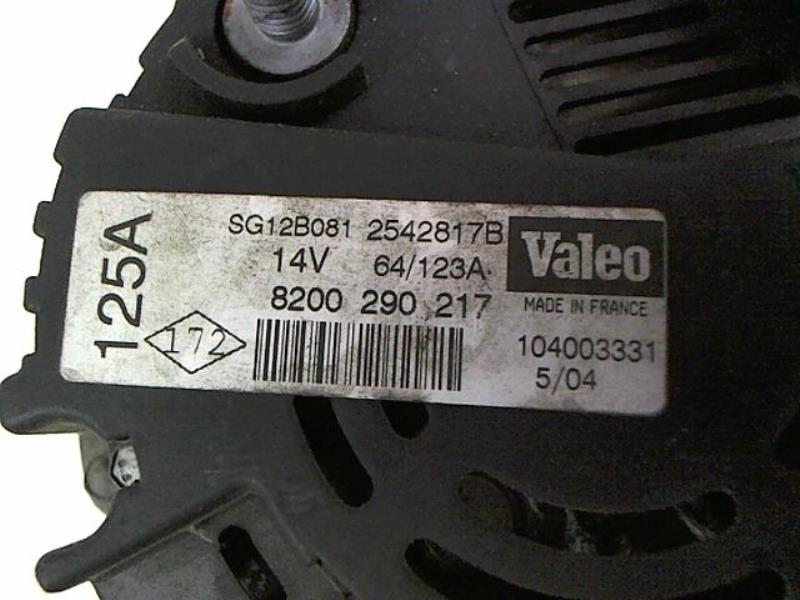 125A
SG12B081 2542817B
14V 64/123A
8200 290 217
172
Valeo
MADE IN FRANCE
104003331
5/04